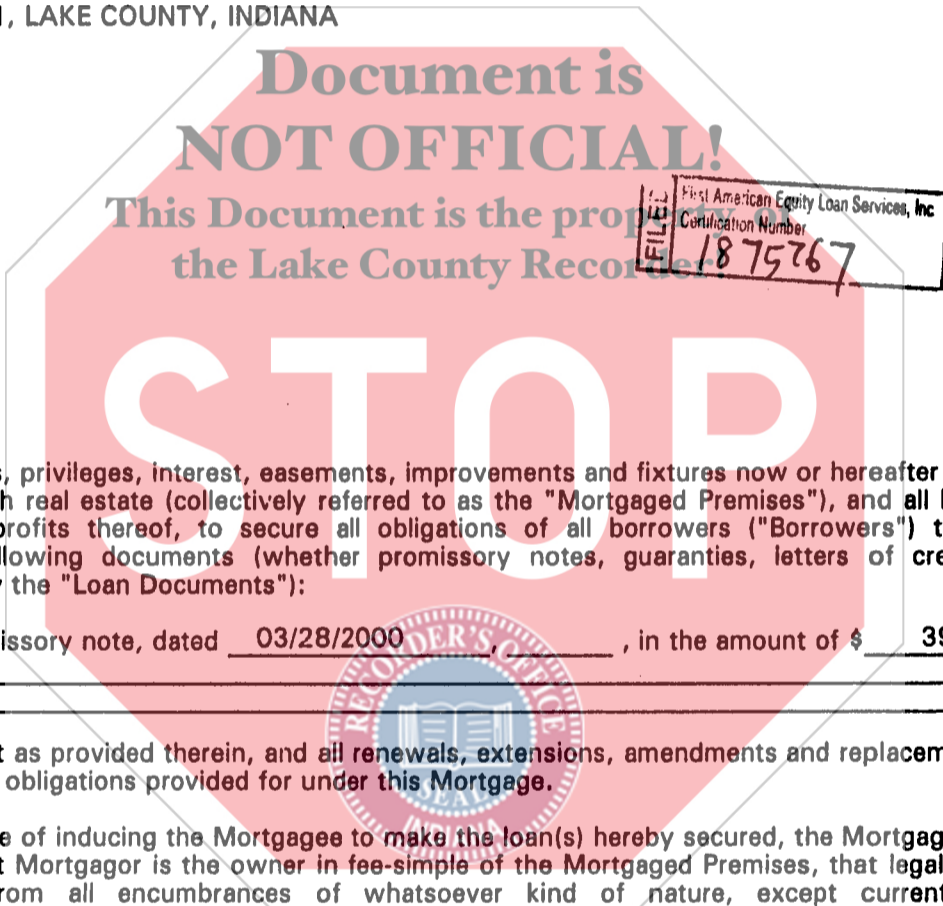 , LAKE COUNTY, INDIANA
Document is
NOT OFFICIAL!
This Document is the property of
the Lake County Recorder!
FILED
First American Equity Loan Services, Inc
Certification Number
1875767
STOP
, privileges, interest, easements, improvements and fixtures now or hereafter
h real estate (collectively referred to as the "Mortgaged Premises"), and all
profits thereof, to secure all obligations of all borrowers ("Borrowers") t
lowing documents (whether promissory notes, guaranties, letters of cre
the "Loan Documents"):
issory note, dated 03/28/2000 , , in the amount of $ 39
t as provided therein, and all renewals, extensions, amendments and replacem
obligations provided for under this Mortgage.
RECORDER'S OFFICE
SEAL
INDIANA
e of inducing the Mortgagee to make the loan(s) hereby secured, the Mortgag
t Mortgagor is the owner in fee-simple of the Mortgaged Premises, that legal
rom all encumbrances of whatsoever kind of nature, except current